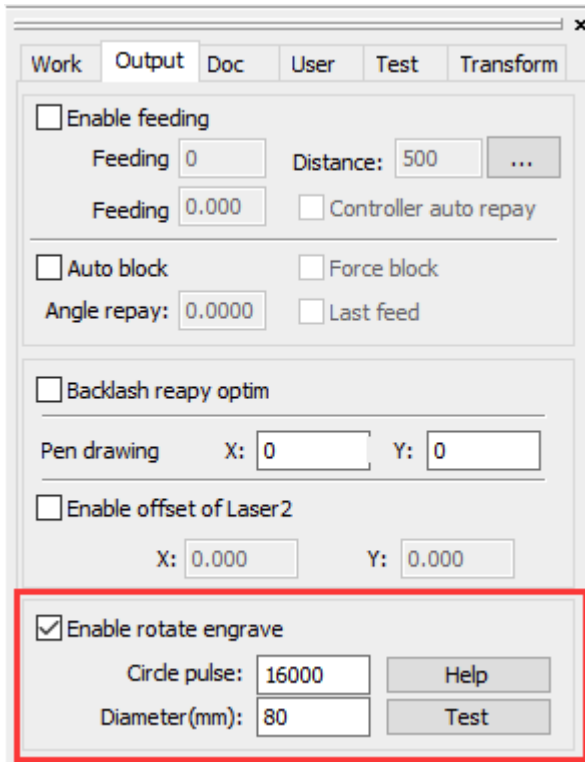 Work Output Doc User Test Transform
Enable feeding
Feeding 0 Distance: 500 ...
Feeding 0.000 Controller auto repay
Auto block Force block
Angle repay: 0.0000 Last feed
Backlash reapy optim
Pen drawing X: 0 Y: 0
Enable offset of Laser2
X: 0.000 Y: 0.000
Enable rotate engrave
Circle pulse: 16000 Help
Diameter(mm): 80 Test